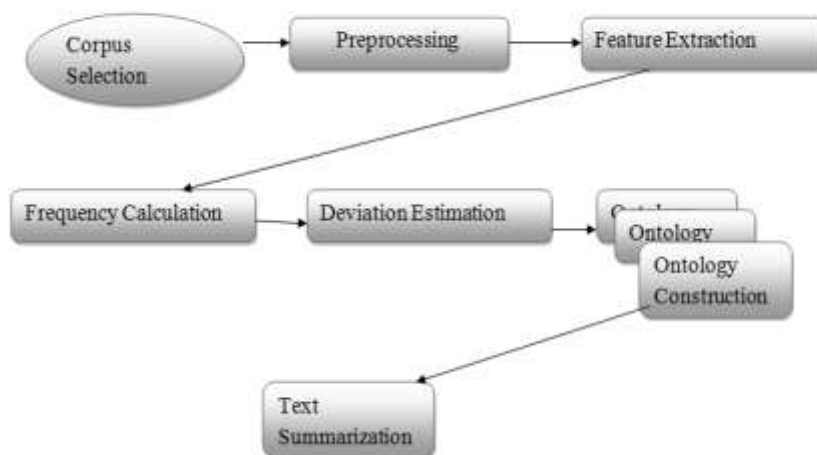 Corpus
Selection
Preprocessing
Feature Extraction
Frequency Calculation
Deviation Estimation
Ontology
Ontology
Construction
Text
Summarization